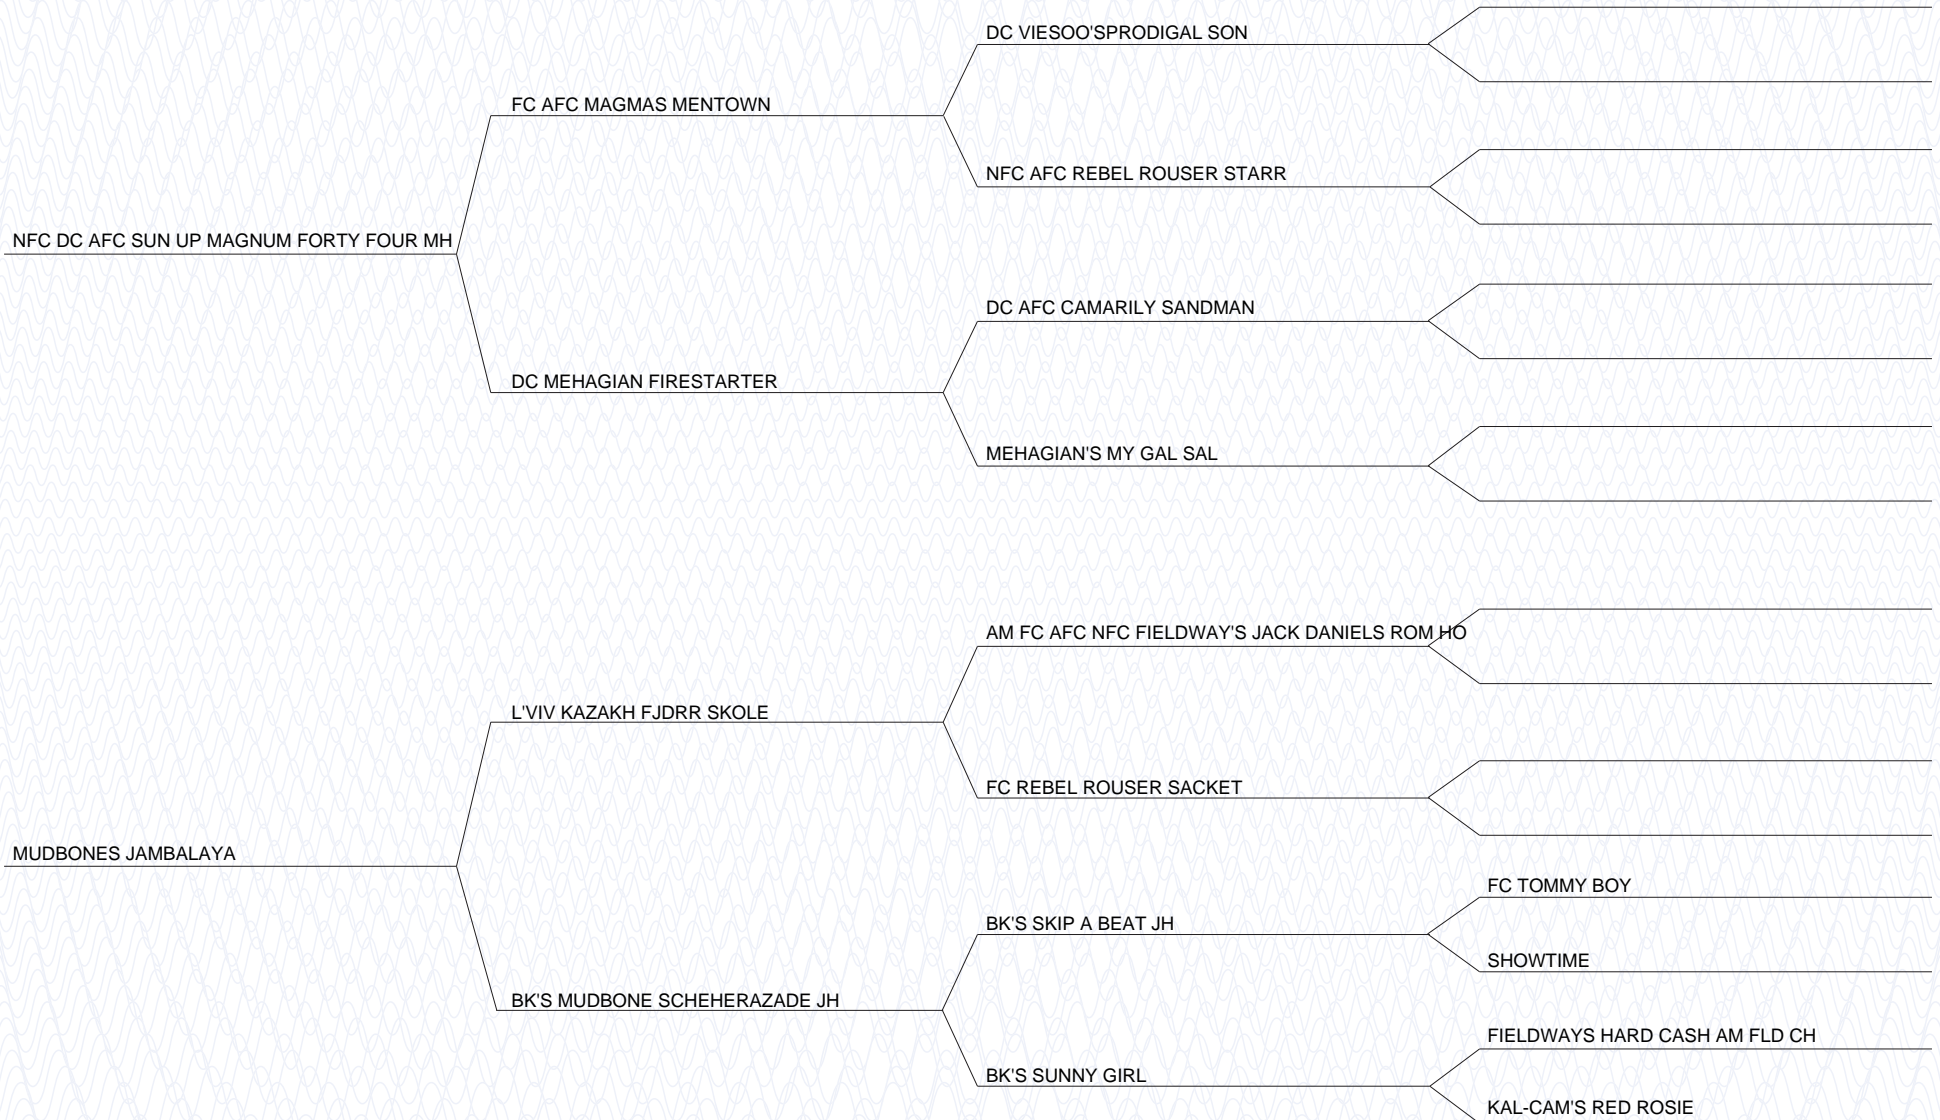 DC VIESOO'SPRODIGAL SON
FC AFC MAGMAS MENTOWN
NFC AFC REBEL ROUSER STARR
NFC DC AFC SUN UP MAGNUM FORTY FOUR MH
DC AFC CAMARILY SANDMAN
DC MEHAGIAN FIRESTARTER
MEHAGIAN'S MY GAL SAL
AM FC AFC NFC FIELDWAY'S JACK DANIELS ROM HO
L'VIV KAZAKH FJDRR SKOLE
FC REBEL ROUSER SACKET
MUDBONES JAMBALAYA
FC TOMMY BOY
BK'S SKIP A BEAT JH
SHOWTIME
BK'S MUDBONE SCHEHERAZADE JH
FIELDWAYS HARD CASH AM FLD CH
BK'S SUNNY GIRL
KAL-CAM'S RED ROSIE